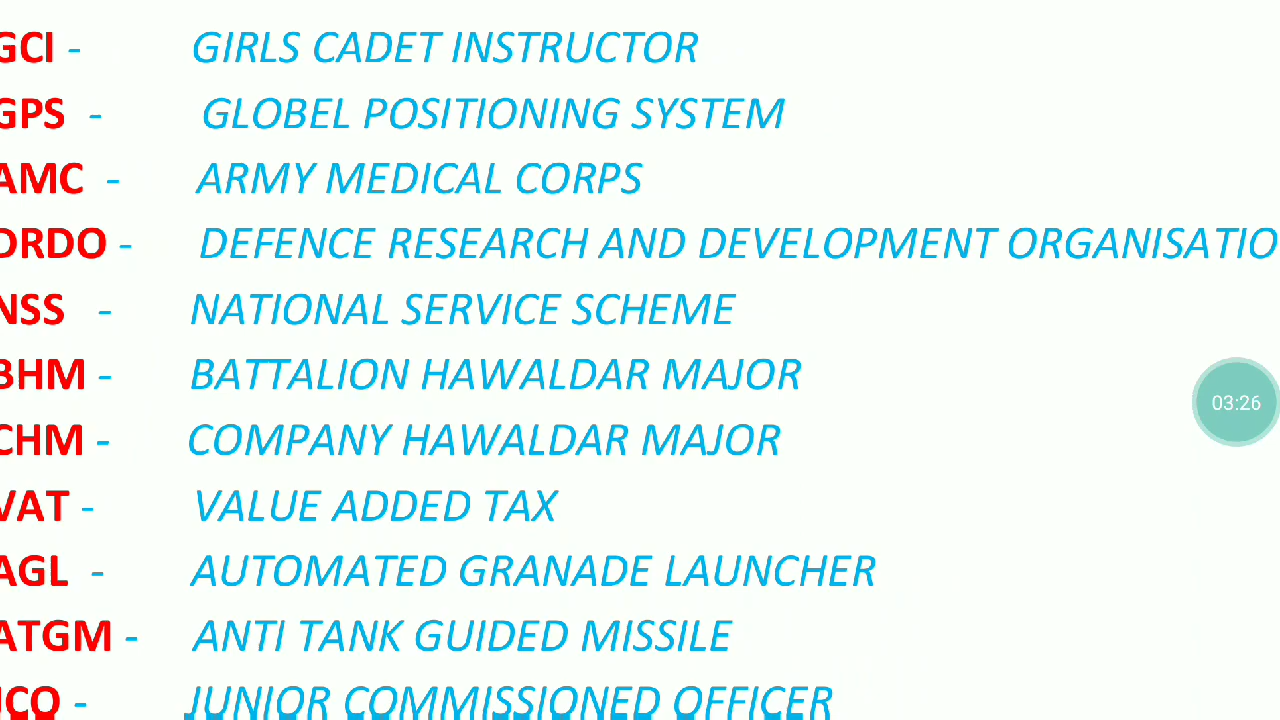 GCI - GIRLS CADET INSTRUCTOR
GPS - GLOBEL POSITIONING SYSTEM
AMC - ARMY MEDICAL CORPS
DRDO - DEFENCE RESEARCH AND DEVELOPMENT ORGANISATIO
NSS - NATIONAL SERVICE SCHEME
BHM - BATTALION HAWALDAR MAJOR
03:26
CHM - COMPANY HAWALDAR MAJOR
VAT - VALUE ADDED TAX
AGL - AUTOMATED GRANADE LAUNCHER
ATGM - ANTI TANK GUIDED MISSILE
JCO - JUNIOR COMMISSIONED OFFICER